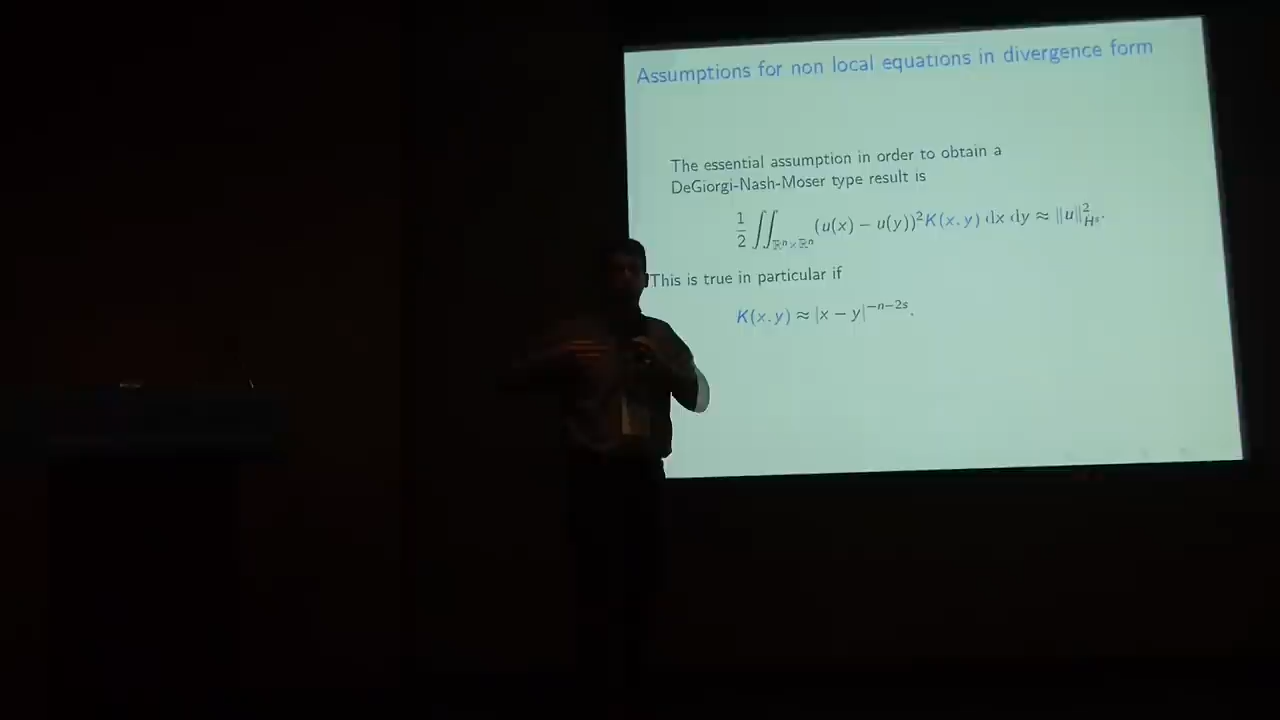 Assumptions for non local equations in divergence form
The essential assumption in order to obtain a
DeGiorgi-Nash-Moser type result is
1/2 ∬_{ℝⁿ×ℝⁿ} (u(x) − u(y))² K(x, y) dx dy ≈ ‖u‖²_{Hˢ}.
This is true in particular if
K(x, y) ≈ |x − y|^{−n−2s}.